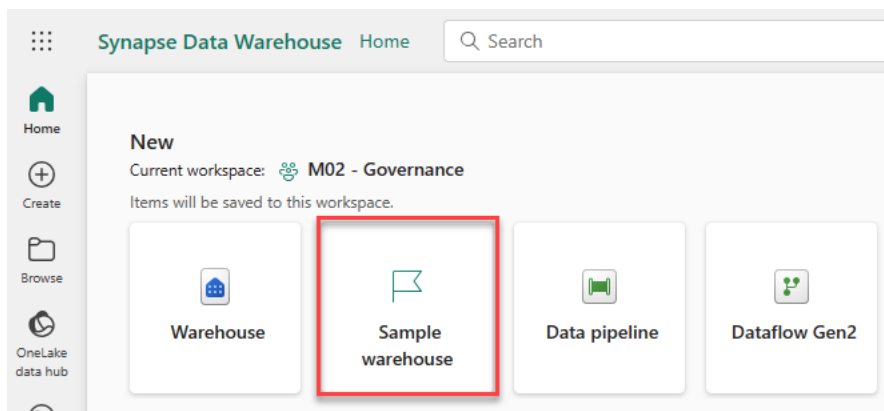 Synapse Data Warehouse Home
Search
Home
Create
Browse
OneLake
data hub
New
Current workspace: M02 - Governance
Items will be saved to this workspace.
Warehouse
Sample
warehouse
Data pipeline
Dataflow Gen2